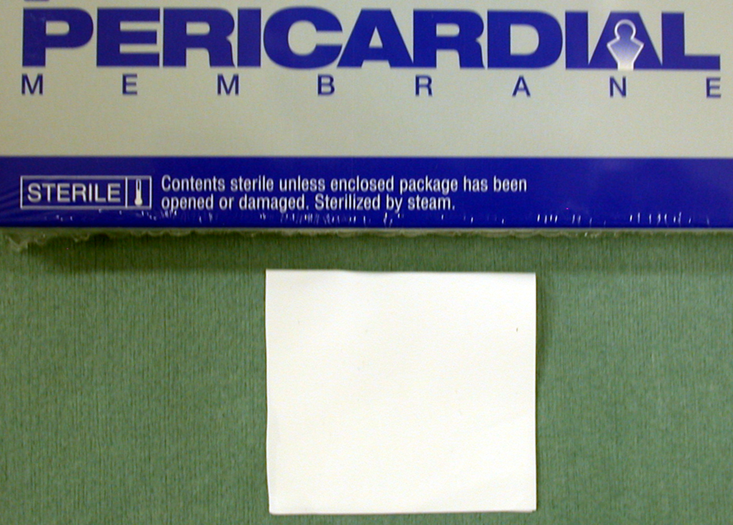 PERICARDIAL
MEMBRANE
STERILE
Contents sterile unless enclosed package has been
opened or damaged. Sterilized by steam.